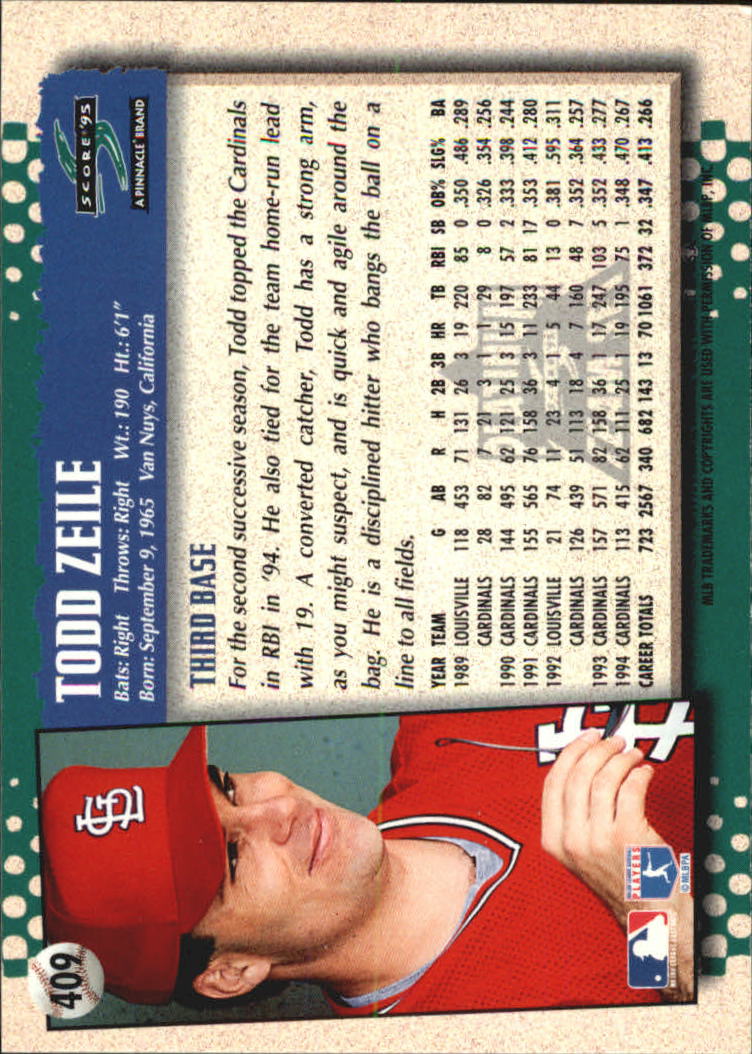 TODD ZEILE
Bats: Right Throws: Right Wt.: 190 Ht.: 6'1"
Born: September 9, 1965 Van Nuys, California
SCORE '95
A PINNACLE BRAND
THIRD BASE
For the second successive season, Todd topped the Cardinals
in RBI in '94. He also tied for the team home-run lead
with 19. A converted catcher, Todd has a strong arm,
as you might suspect, and is quick and agile around the
bag. He is a disciplined hitter who bangs the ball on a
line to all fields.
YEAR TEAM G AB R H 2B 3B HR TB RBI SB OB% SLG% BA
1989 LOUISVILLE 118 453 71 131 26 3 19 220 85 0 .350 .486 .289
CARDINALS 28 82 7 21 3 1 1 29 8 0 .326 .354 .256
1990 CARDINALS 144 495 62 121 25 3 15 197 57 2 .333 .398 .244
1991 CARDINALS 155 565 76 158 36 3 11 233 81 17 .353 .412 .280
1992 LOUISVILLE 21 74 11 23 4 1 5 44 13 0 .381 .595 .311
CARDINALS 126 439 51 113 18 4 7 160 48 7 .352 .364 .257
1993 CARDINALS 157 571 82 158 36 1 17 247 103 5 .352 .433 .277
1994 CARDINALS 113 415 62 111 25 1 19 195 75 1 .348 .470 .267
CAREER TOTALS 723 2567 340 682 143 13 70 1061 372 32 .347 .413 .266
MLB TRADEMARKS AND COPYRIGHTS ARE USED WITH PERMISSION OF MLBP, INC
409
STL
PLAYERS
© MLBPA